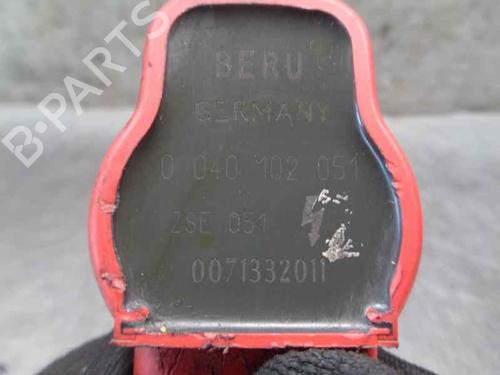 B-PARTS
BERU
GERMANY
0 040 102 051
ZSE 051
0071332011